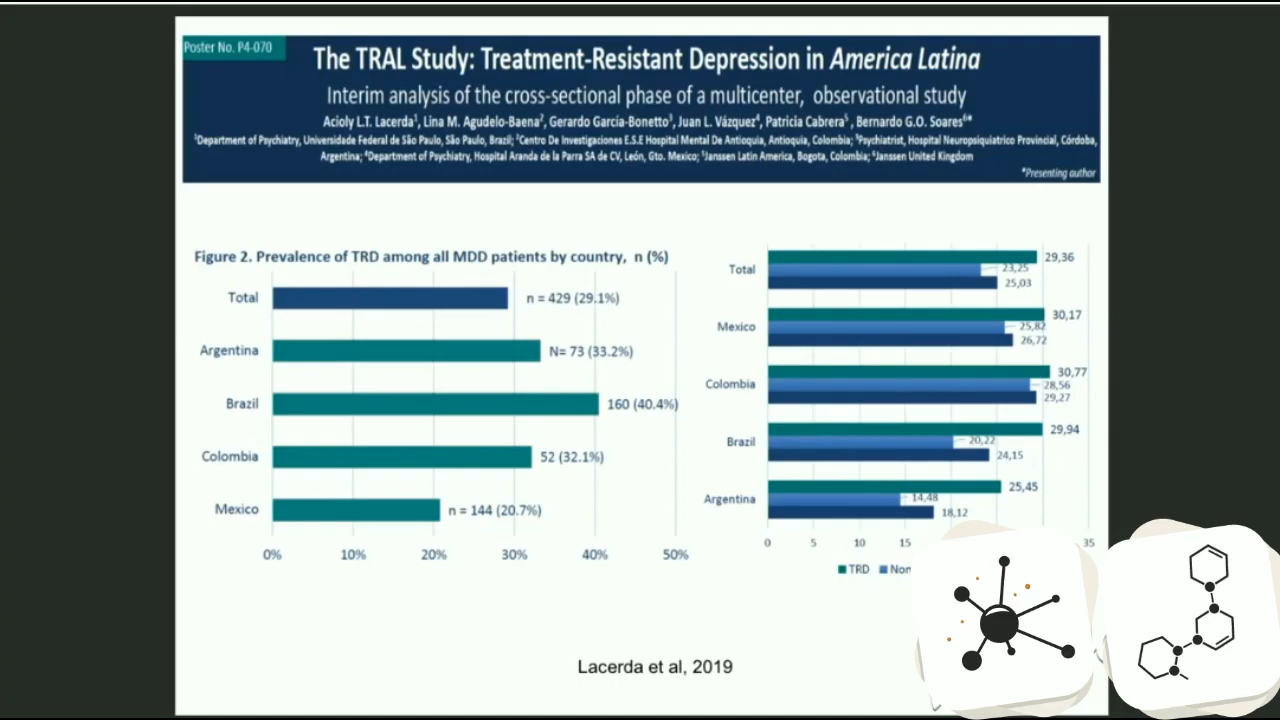 Poster No. P4-070
The TRAL Study: Treatment-Resistant Depression in America Latina
Interim analysis of the cross-sectional phase of a multicenter, observational study
Acioly L.T. Lacerda¹, Lina M. Agudelo-Baena², Gerardo García-Bonetto³, Juan L. Vázquez⁴, Patricia Cabrera⁵, Bernardo G.O. Soares⁶*
¹Department of Psychiatry, Universidade Federal de São Paulo, São Paulo, Brazil; ²Centro De Investigaciones E.S.E Hospital Mental De Antioquia, Antioquia, Colombia; ³Psychiatrist, Hospital Neuropsiquiatrico Provincial, Córdoba,
Argentina; ⁴Department of Psychiatry, Hospital Aranda de la Parra SA de CV, León, Gto. Mexico; ⁵Janssen Latin America, Bogota, Colombia; ⁶Janssen United Kingdom
*Presenting author
Figure 2. Prevalence of TRD among all MDD patients by country, n (%)
Total n = 429 (29.1%)
Argentina N= 73 (33.2%)
Brazil 160 (40.4%)
Colombia 52 (32.1%)
Mexico n = 144 (20.7%)
0% 10% 20% 30% 40% 50%
29,36
Total 23,25
25,03
30,17
Mexico 25,82
26,72
30,77
Colombia 28,56
29,27
29,94
Brazil 20,22
24,15
25,45
Argentina 14,48
18,12
0 5 10 15 35
TRD Non
Lacerda et al, 2019